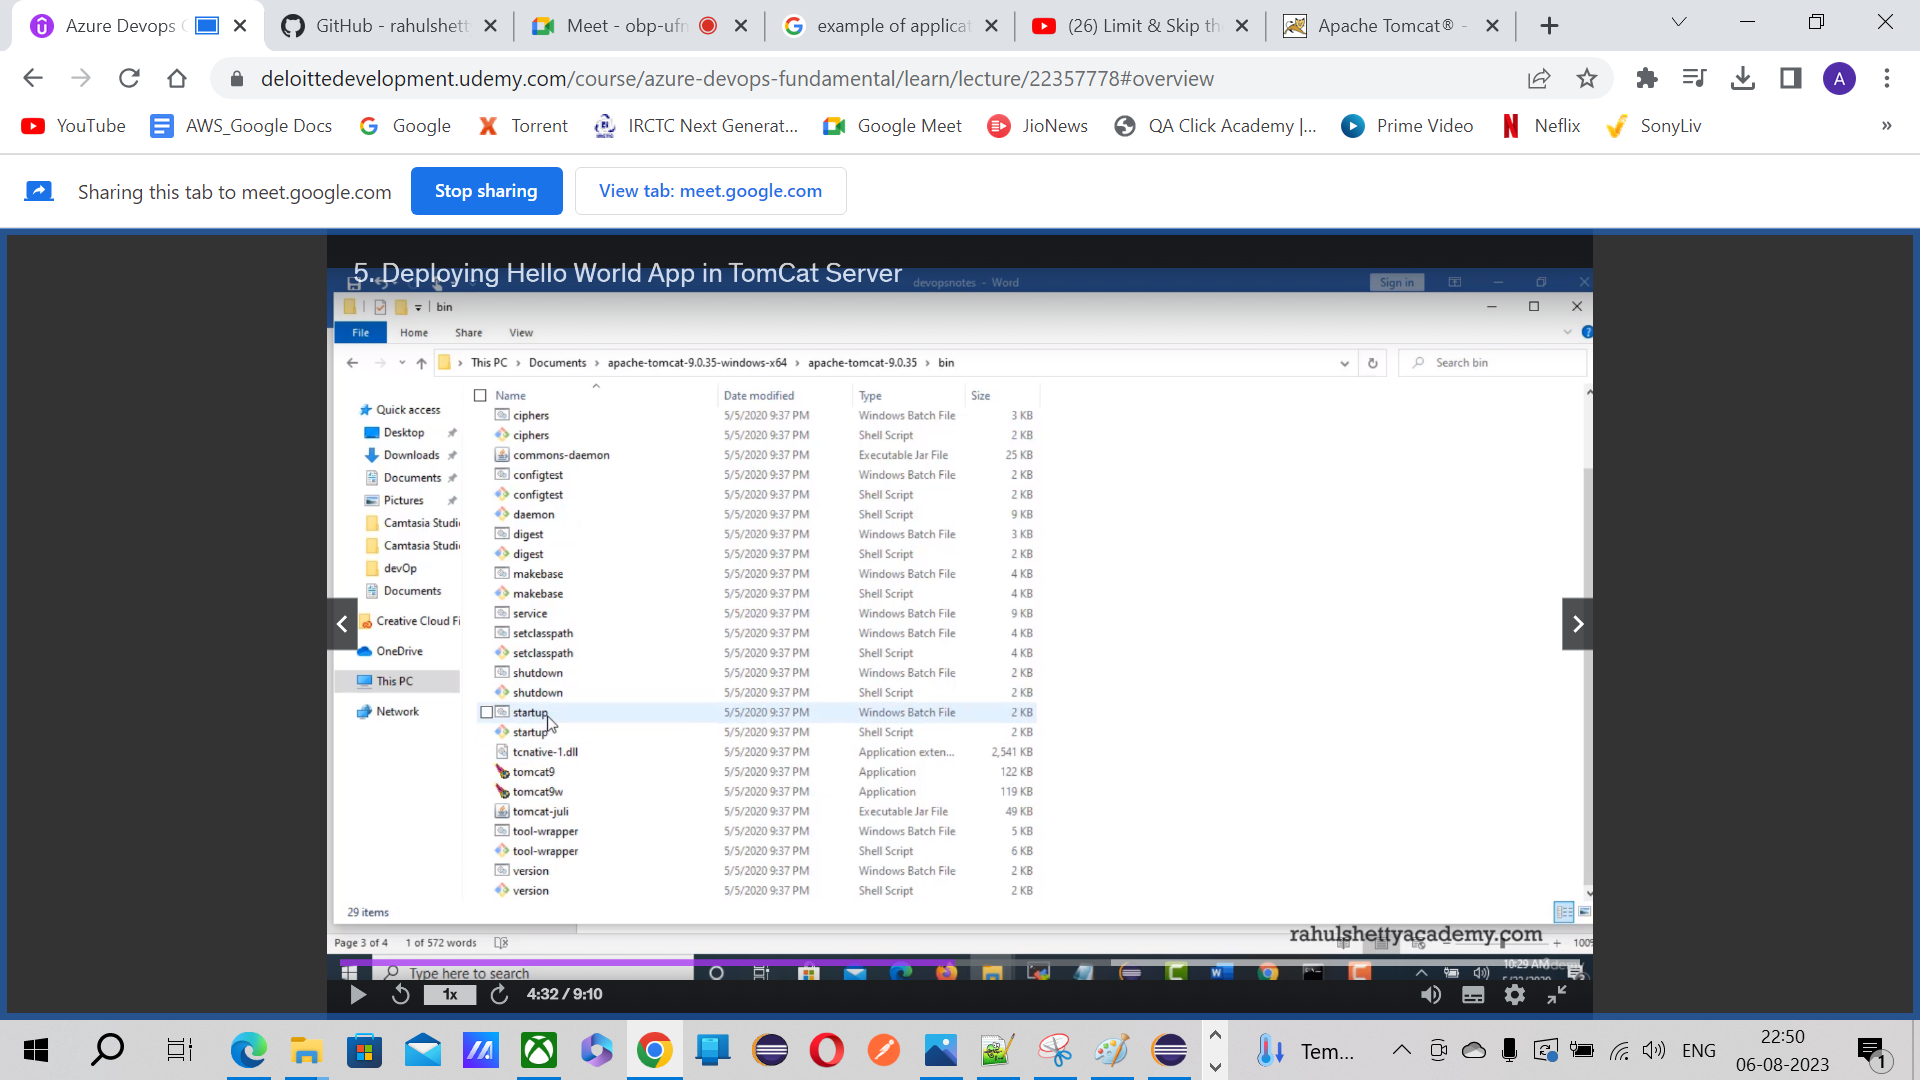 Azure Devops
GitHub - rahulshett
Meet - obp-ufn
example of applicat
(26) Limit & Skip th
Apache Tomcat® -
deloittedevelopment.udemy.com/course/azure-devops-fundamental/learn/lecture/22357778#overview
A
YouTube
AWS_Google Docs
Google
Torrent
IRCTC Next Generat...
Google Meet
JioNews
QA Click Academy |...
Prime Video
Neflix
SonyLiv
»
Sharing this tab to meet.google.com
Stop sharing
View tab: meet.google.com
5. Deploying Hello World App in TomCat Server
devopsnotes - Word
Sign in
bin
File Home Share View
This PC › Documents › apache-tomcat-9.0.35-windows-x64 › apache-tomcat-9.0.35 › bin
Search bin
Name Date modified Type Size
Quick access
Desktop
Downloads
Documents
Pictures
Camtasia Studi
Camtasia Studi
devOp
Documents
Creative Cloud Fi
OneDrive
This PC
Network
ciphers 5/5/2020 9:37 PM Windows Batch File 3 KB
ciphers 5/5/2020 9:37 PM Shell Script 2 KB
commons-daemon 5/5/2020 9:37 PM Executable Jar File 25 KB
configtest 5/5/2020 9:37 PM Windows Batch File 2 KB
configtest 5/5/2020 9:37 PM Shell Script 2 KB
daemon 5/5/2020 9:37 PM Shell Script 9 KB
digest 5/5/2020 9:37 PM Windows Batch File 3 KB
digest 5/5/2020 9:37 PM Shell Script 2 KB
makebase 5/5/2020 9:37 PM Windows Batch File 4 KB
makebase 5/5/2020 9:37 PM Shell Script 4 KB
service 5/5/2020 9:37 PM Windows Batch File 9 KB
setclasspath 5/5/2020 9:37 PM Windows Batch File 4 KB
setclasspath 5/5/2020 9:37 PM Shell Script 4 KB
shutdown 5/5/2020 9:37 PM Windows Batch File 2 KB
shutdown 5/5/2020 9:37 PM Shell Script 2 KB
startup 5/5/2020 9:37 PM Windows Batch File 2 KB
startup 5/5/2020 9:37 PM Shell Script 2 KB
tcnative-1.dll 5/5/2020 9:37 PM Application exten... 2,541 KB
tomcat9 5/5/2020 9:37 PM Application 122 KB
tomcat9w 5/5/2020 9:37 PM Application 119 KB
tomcat-juli 5/5/2020 9:37 PM Executable Jar File 49 KB
tool-wrapper 5/5/2020 9:37 PM Windows Batch File 5 KB
tool-wrapper 5/5/2020 9:37 PM Shell Script 6 KB
version 5/5/2020 9:37 PM Windows Batch File 2 KB
version 5/5/2020 9:37 PM Shell Script 2 KB
29 items
rahulshettyacademy.com
Page 3 of 4 1 of 572 words
Type here to search
10:29 AM
1x
4:32 / 9:10
Tem...
ENG
22:50
06-08-2023
1